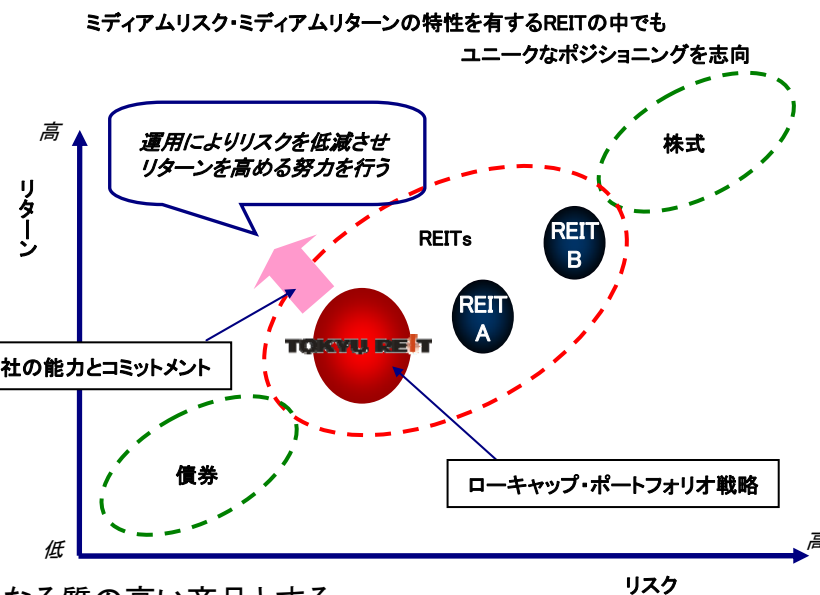 ミディアムリスク・ミディアムリターンの特性を有するREITの中でも
ユニークなポジショニングを志向
高
運用によりリスクを低減させ
リターンを高める努力を行う
株式
リターン
REITs
REIT
B
REIT
A
TOKYU REIT
社の能力とコミットメント
債券
ローキャップ・ポートフォリオ戦略
低
高
リスク